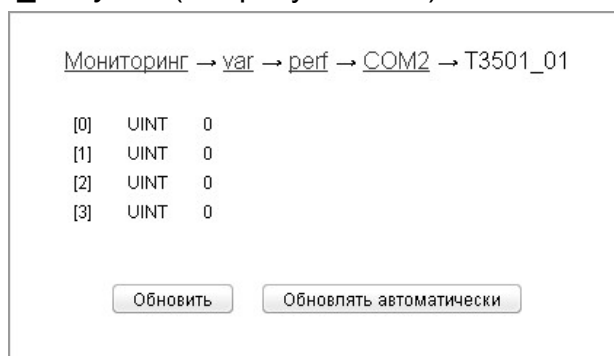 Мониторинг → var → perf → COM2 → T3501_01
[0] UINT 0
[1] UINT 0
[2] UINT 0
[3] UINT 0
Обновить Обновлять автоматически